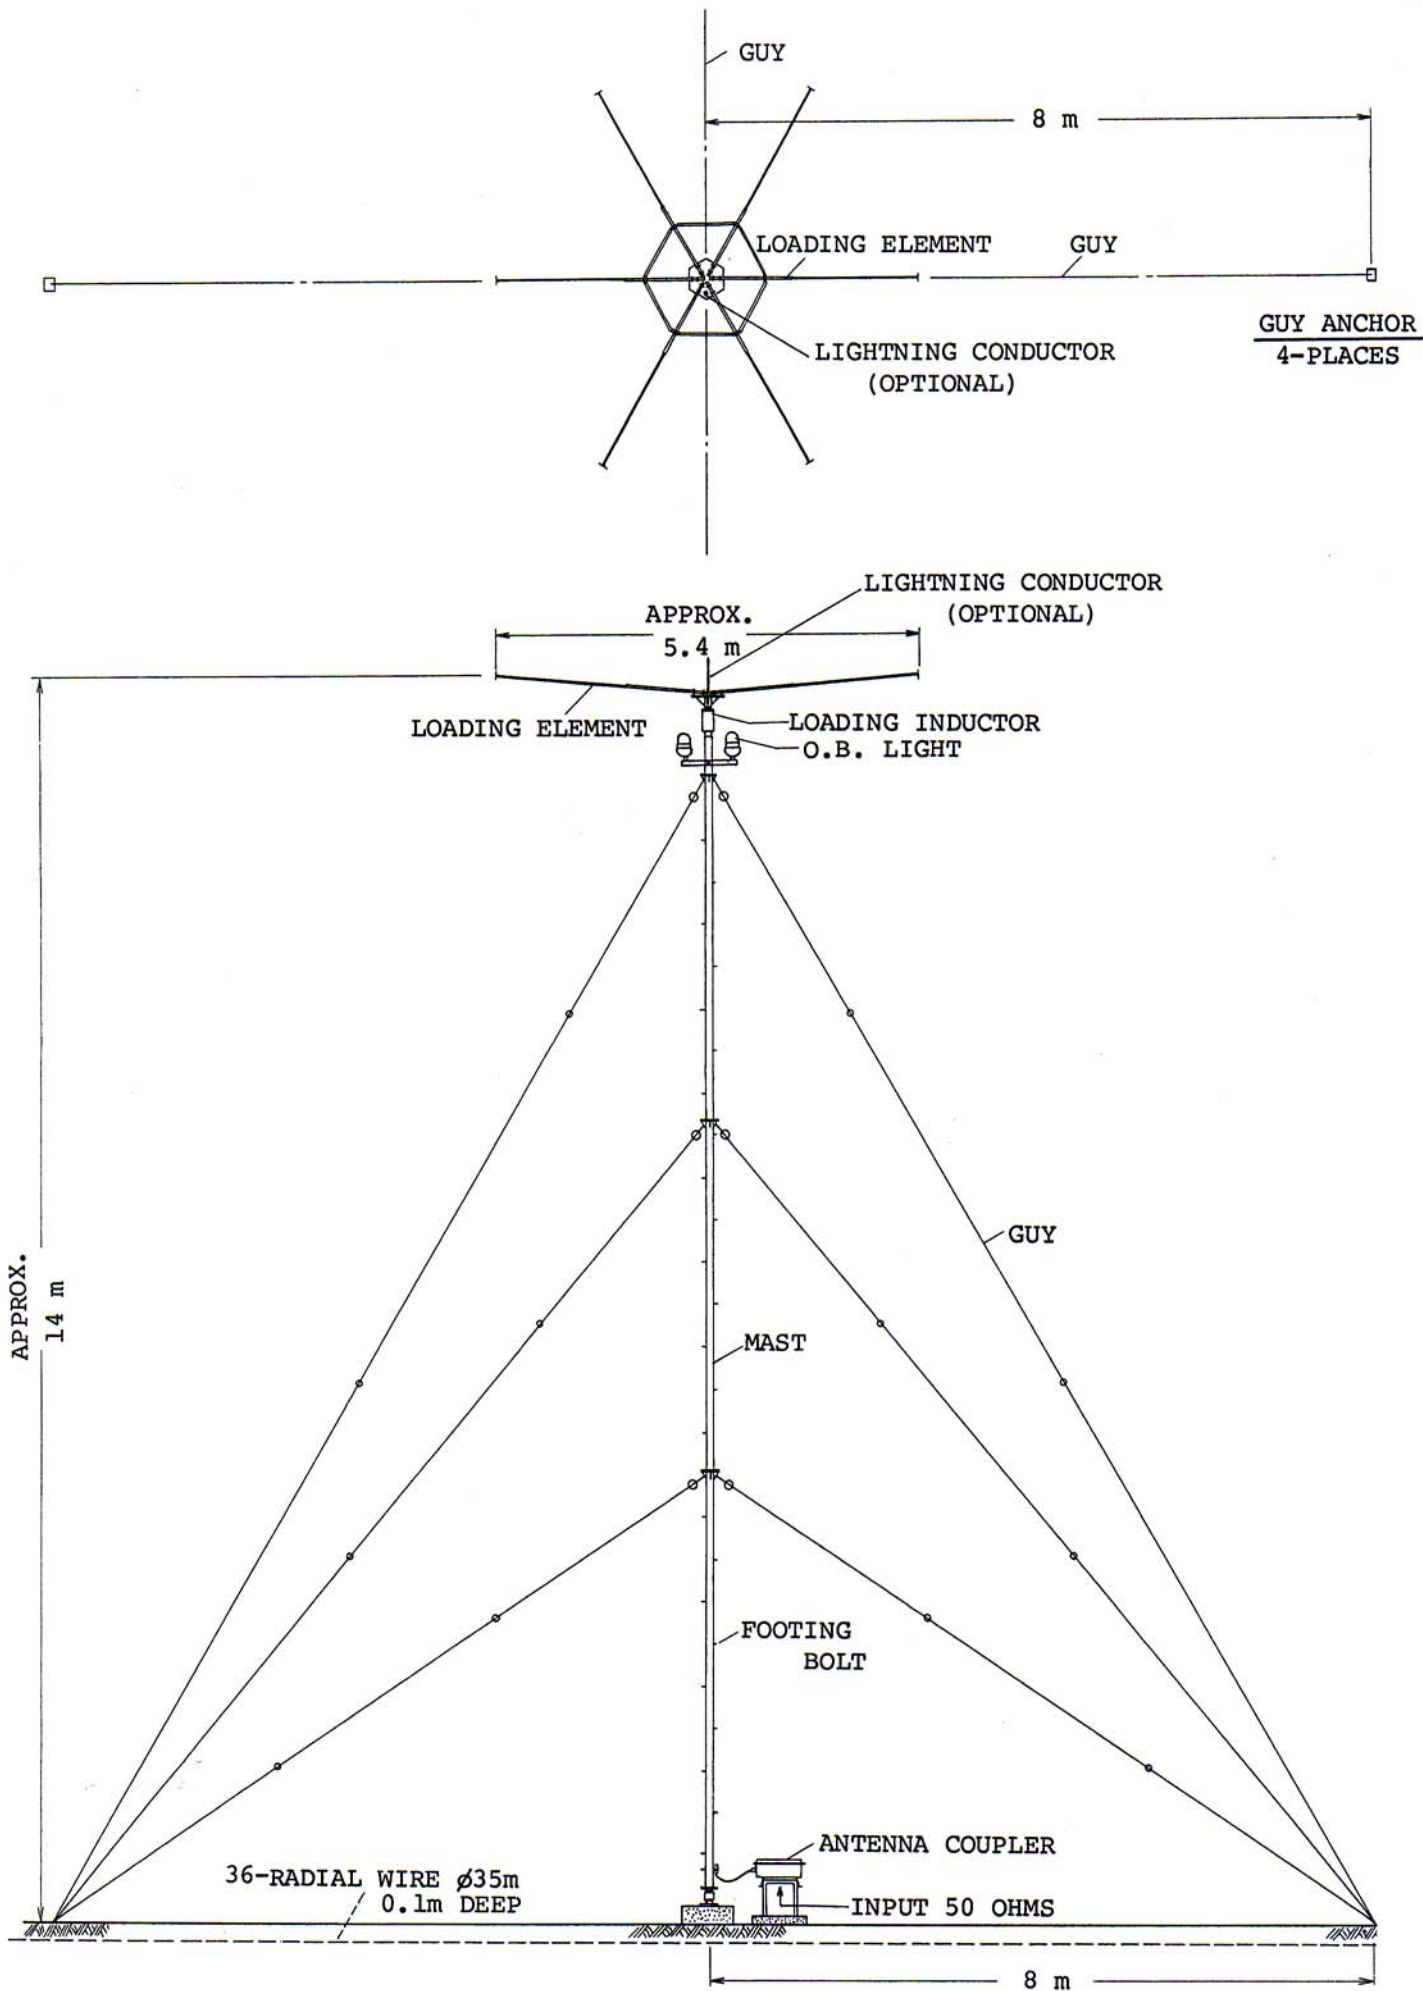 GUY
8 m
LOADING ELEMENT
GUY
GUY ANCHOR
4-PLACES
LIGHTNING CONDUCTOR
(OPTIONAL)
LIGHTNING CONDUCTOR
(OPTIONAL)
APPROX.
5.4 m
LOADING ELEMENT
LOADING INDUCTOR
O.B. LIGHT
GUY
APPROX.
14 m
MAST
FOOTING
BOLT
ANTENNA COUPLER
36-RADIAL WIRE ø35m
0.1m DEEP
INPUT 50 OHMS
8 m